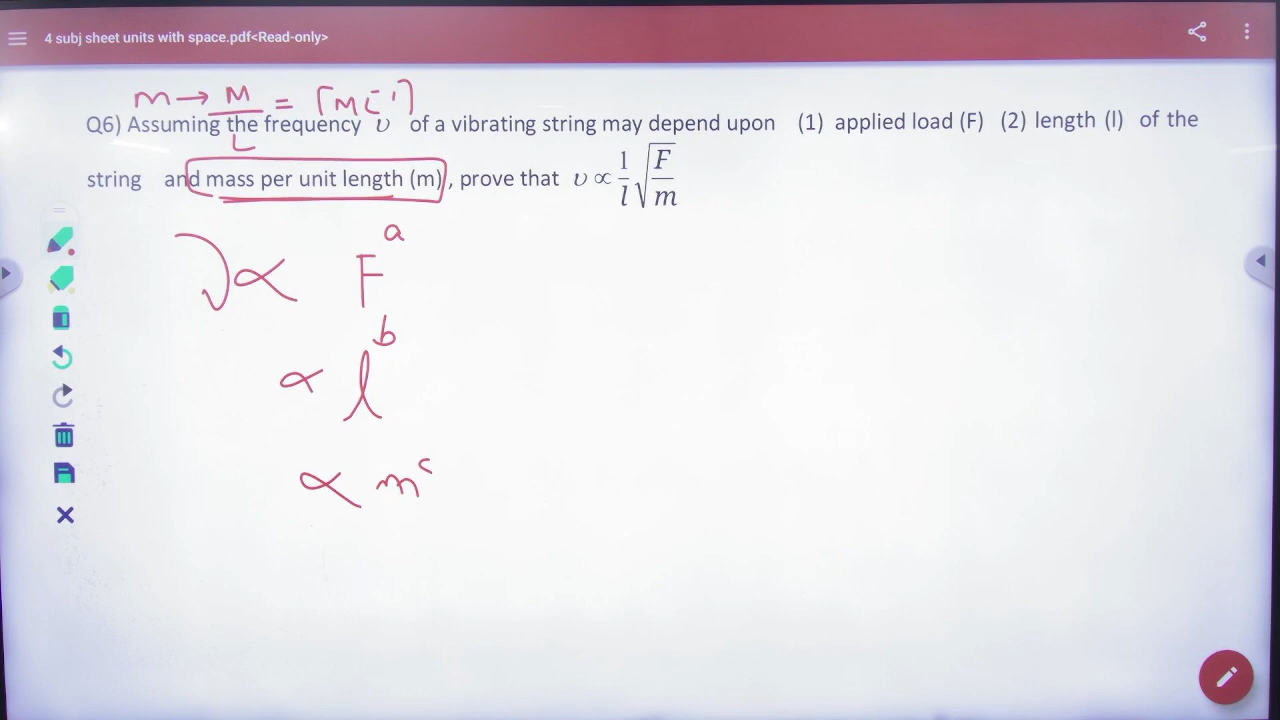 4 subj sheet units with space.pdf<Read-only>
m → M/L = [ML⁻¹]
Q6) Assuming the frequency υ of a vibrating string may depend upon (1) applied load (F) (2) length (l) of the
string and mass per unit length (m), prove that υ ∝ 1/l √(F/m)
υ ∝ F^a
∝ l^b
∝ m^c